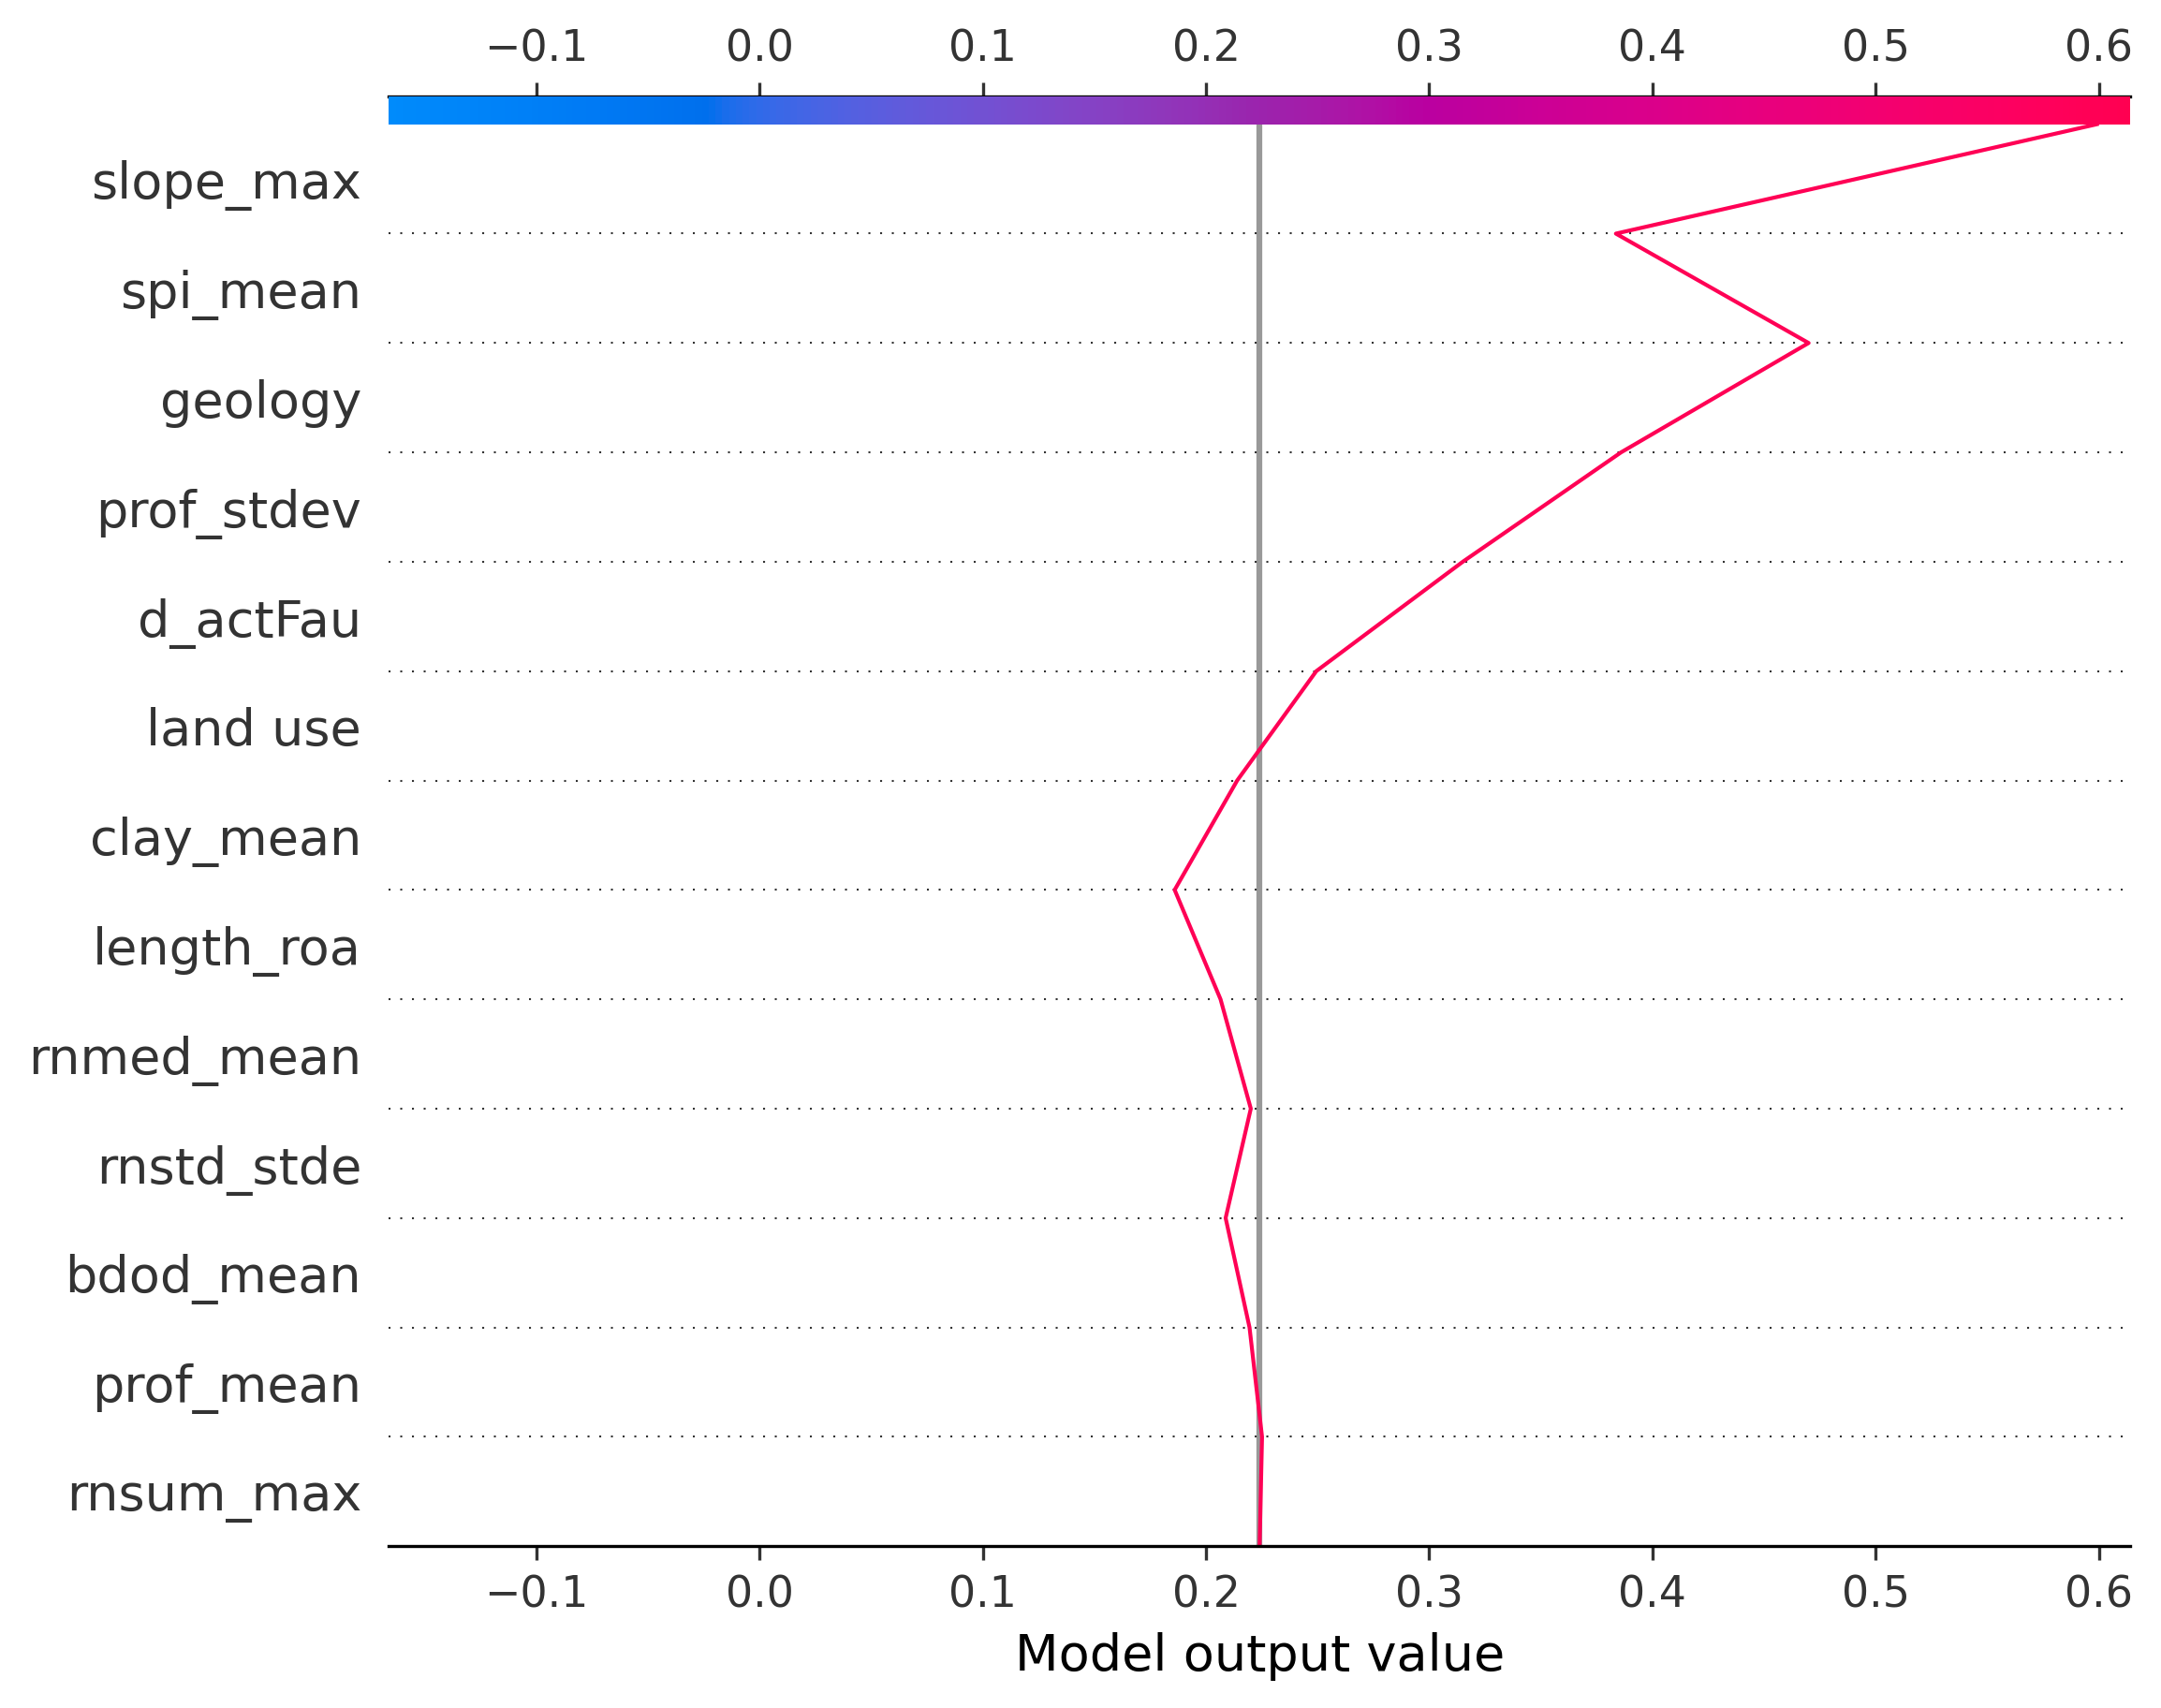 −0.1 0.0 0.1 0.2 0.3 0.4 0.5 0.6
slope_max
spi_mean
geology
prof_stdev
d_actFau
land use
clay_mean
length_roa
rnmed_mean
rnstd_stde
bdod_mean
prof_mean
rnsum_max
−0.1 0.0 0.1 0.2 0.3 0.4 0.5 0.6
Model output value